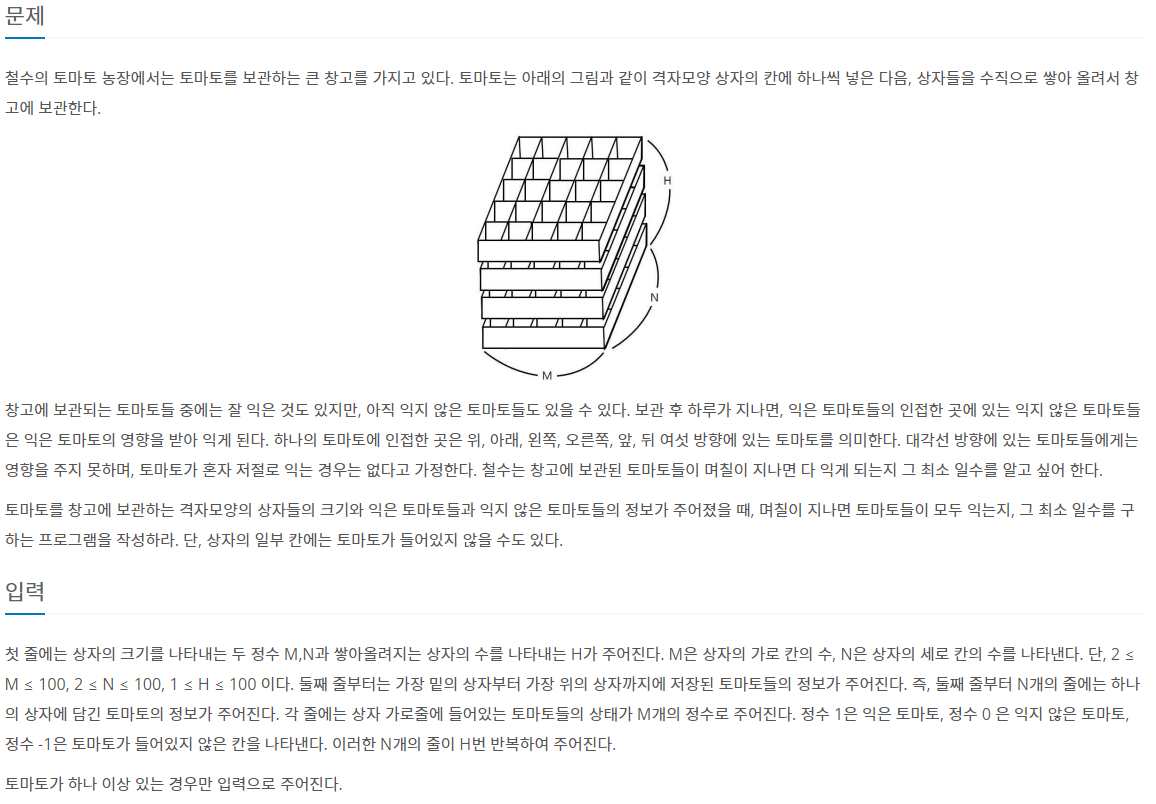 문제
철수의 토마토 농장에서는 토마토를 보관하는 큰 창고를 가지고 있다. 토마토는 아래의 그림과 같이 격자모양 상자의 칸에 하나씩 넣은 다음, 상자들을 수직으로 쌓아 올려서 창
고에 보관한다.
H
N
M
창고에 보관되는 토마토들 중에는 잘 익은 것도 있지만, 아직 익지 않은 토마토들도 있을 수 있다. 보관 후 하루가 지나면, 익은 토마토들의 인접한 곳에 있는 익지 않은 토마토들
은 익은 토마토의 영향을 받아 익게 된다. 하나의 토마토에 인접한 곳은 위, 아래, 왼쪽, 오른쪽, 앞, 뒤 여섯 방향에 있는 토마토를 의미한다. 대각선 방향에 있는 토마토들에게는
영향을 주지 못하며, 토마토가 혼자 저절로 익는 경우는 없다고 가정한다. 철수는 창고에 보관된 토마토들이 며칠이 지나면 다 익게 되는지 그 최소 일수를 알고 싶어 한다.
토마토를 창고에 보관하는 격자모양의 상자들의 크기와 익은 토마토들과 익지 않은 토마토들의 정보가 주어졌을 때, 며칠이 지나면 토마토들이 모두 익는지, 그 최소 일수를 구
하는 프로그램을 작성하라. 단, 상자의 일부 칸에는 토마토가 들어있지 않을 수도 있다.
입력
첫 줄에는 상자의 크기를 나타내는 두 정수 M,N과 쌓아올려지는 상자의 수를 나타내는 H가 주어진다. M은 상자의 가로 칸의 수, N은 상자의 세로 칸의 수를 나타낸다. 단, 2 ≤
M ≤ 100, 2 ≤ N ≤ 100, 1 ≤ H ≤ 100 이다. 둘째 줄부터는 가장 밑의 상자부터 가장 위의 상자까지에 저장된 토마토들의 정보가 주어진다. 즉, 둘째 줄부터 N개의 줄에는 하나
의 상자에 담긴 토마토의 정보가 주어진다. 각 줄에는 상자 가로줄에 들어있는 토마토들의 상태가 M개의 정수로 주어진다. 정수 1은 익은 토마토, 정수 0 은 익지 않은 토마토,
정수 -1은 토마토가 들어있지 않은 칸을 나타낸다. 이러한 N개의 줄이 H번 반복하여 주어진다.
토마토가 하나 이상 있는 경우만 입력으로 주어진다.